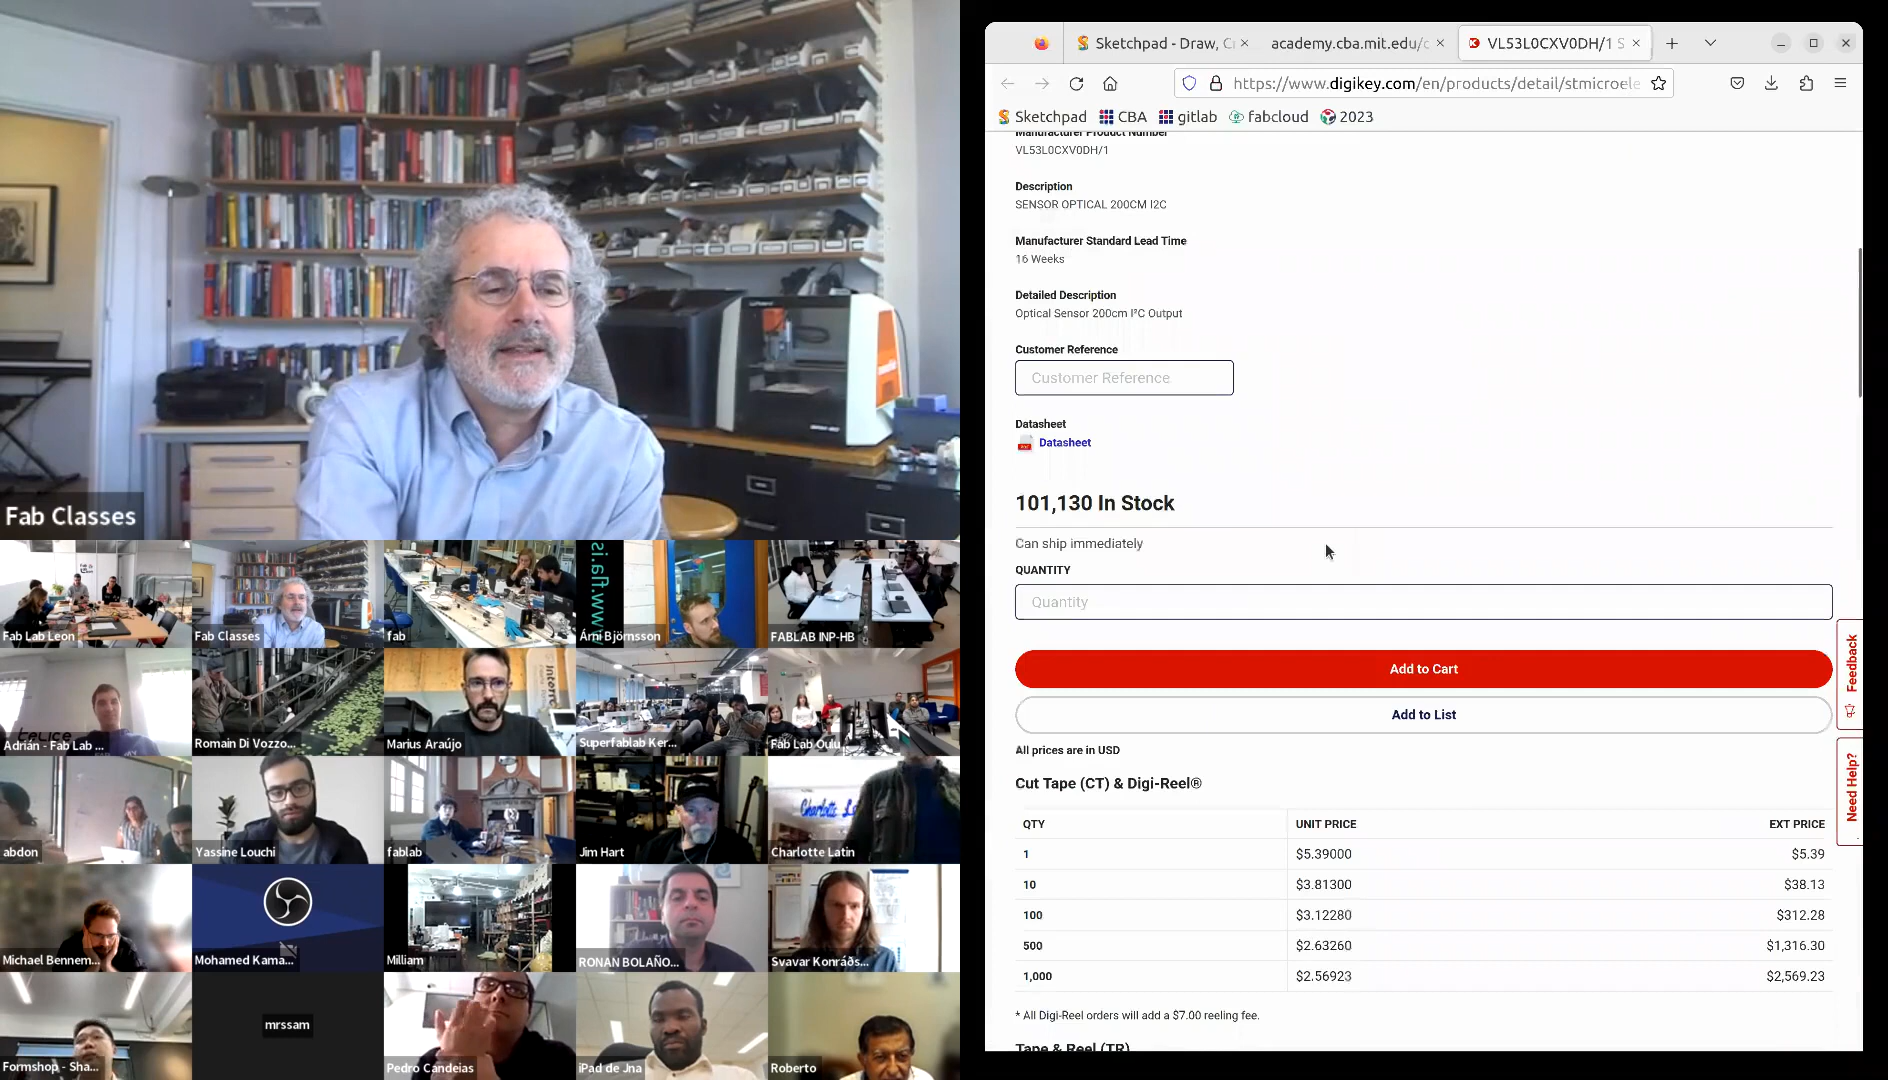 Fab Classes
Fab Lab Leon
Fab Classes
fab
Árni Björnsson
FABLAB INP-HB
Adrián - Fab Lab ...
Romain Di Vozzo...
Marius Araújo
Superfablab Ker...
Fab Lab Oulu
abdon
Yassine Louchi
fablab
Jim Hart
Charlotte Latin
Michael Bennem...
Mohamed Kama...
Milliam
RONAN BOLAÑO...
Svavar Konráðs...
Formshop - Sha...
mrssam
Pedro Candeias
iPad de Jna
Roberto
Sketchpad - Draw, C
academy.cba.mit.edu/c
VL53L0CXV0DH/1 S
https://www.digikey.com/en/products/detail/stmicroele
Sketchpad CBA gitlab fabcloud 2023
Manufacturer Product Number
VL53L0CXV0DH/1
Description
SENSOR OPTICAL 200CM I2C
Manufacturer Standard Lead Time
16 Weeks
Detailed Description
Optical Sensor 200cm I²C Output
Customer Reference
Customer Reference
Datasheet
Datasheet
101,130 In Stock
Can ship immediately
QUANTITY
Quantity
Add to Cart
Add to List
All prices are in USD
Cut Tape (CT) & Digi-Reel®
QTY UNIT PRICE EXT PRICE
1 $5.39000 $5.39
10 $3.81300 $38.13
100 $3.12280 $312.28
500 $2.63260 $1,316.30
1,000 $2.56923 $2,569.23
* All Digi-Reel orders will add a $7.00 reeling fee.
Tape & Reel (TR)
Feedback
Need Help?